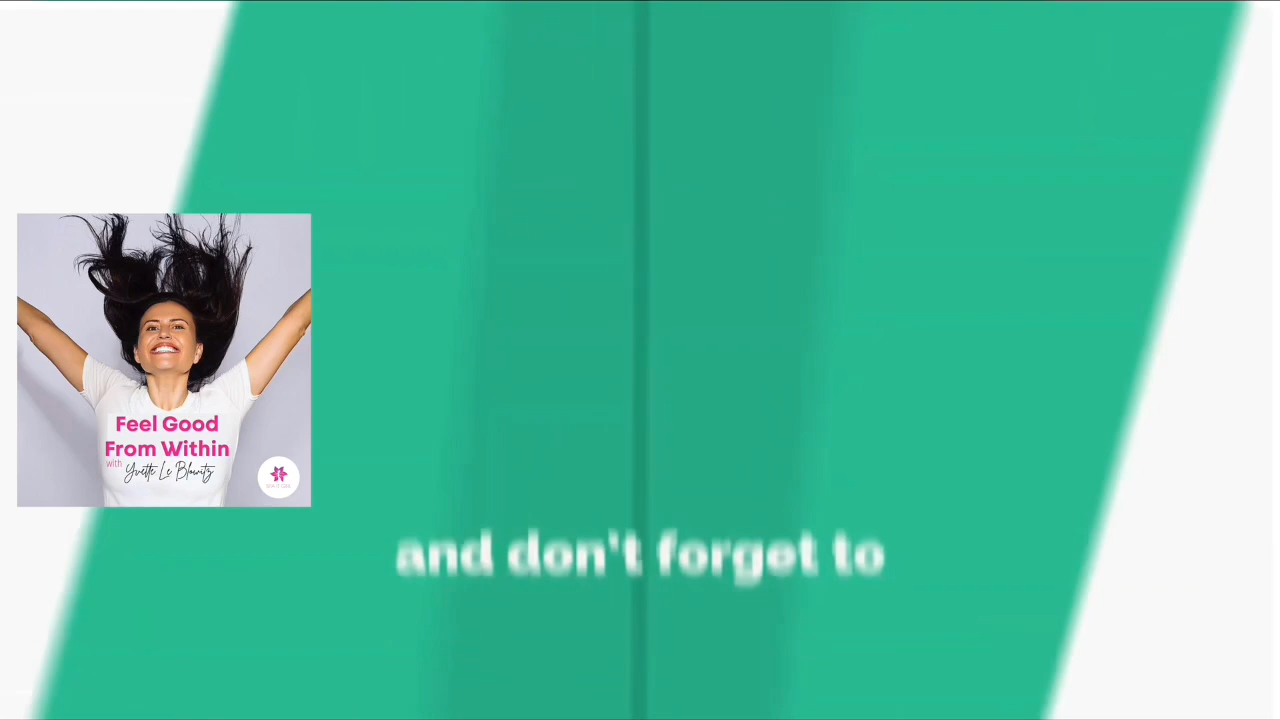 Feel Good
From Within
with Yvette Le Blowitz
and don't forget to